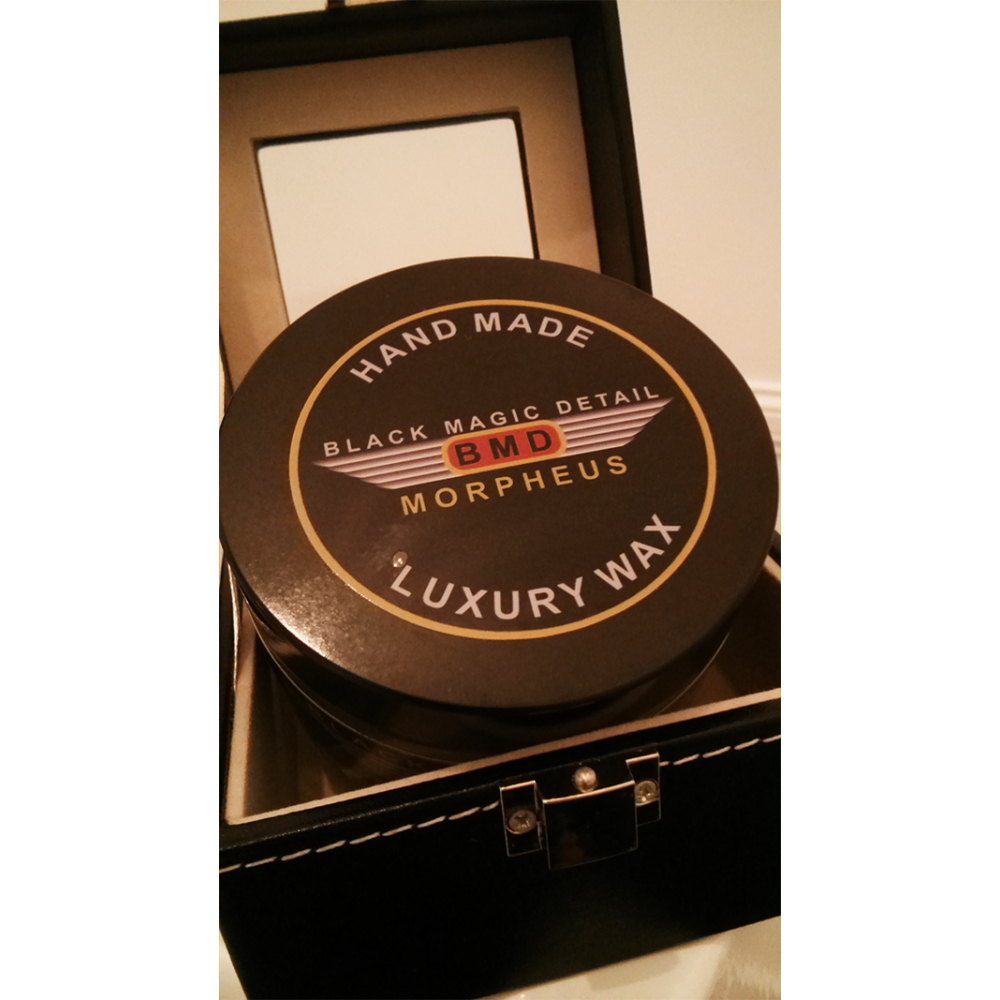 HAND MADE
BLACK MAGIC DETAIL
BMD
MORPHEUS
LUXURY WAX